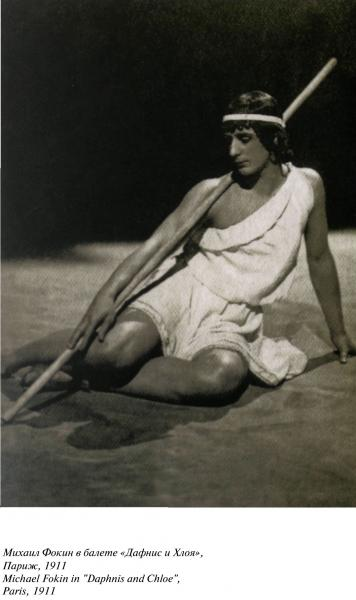 Михаил Фокин в балете «Дафнис и Хлоя»,
Париж, 1911
Michael Fokin in "Daphnis and Chloe",
Paris, 1911